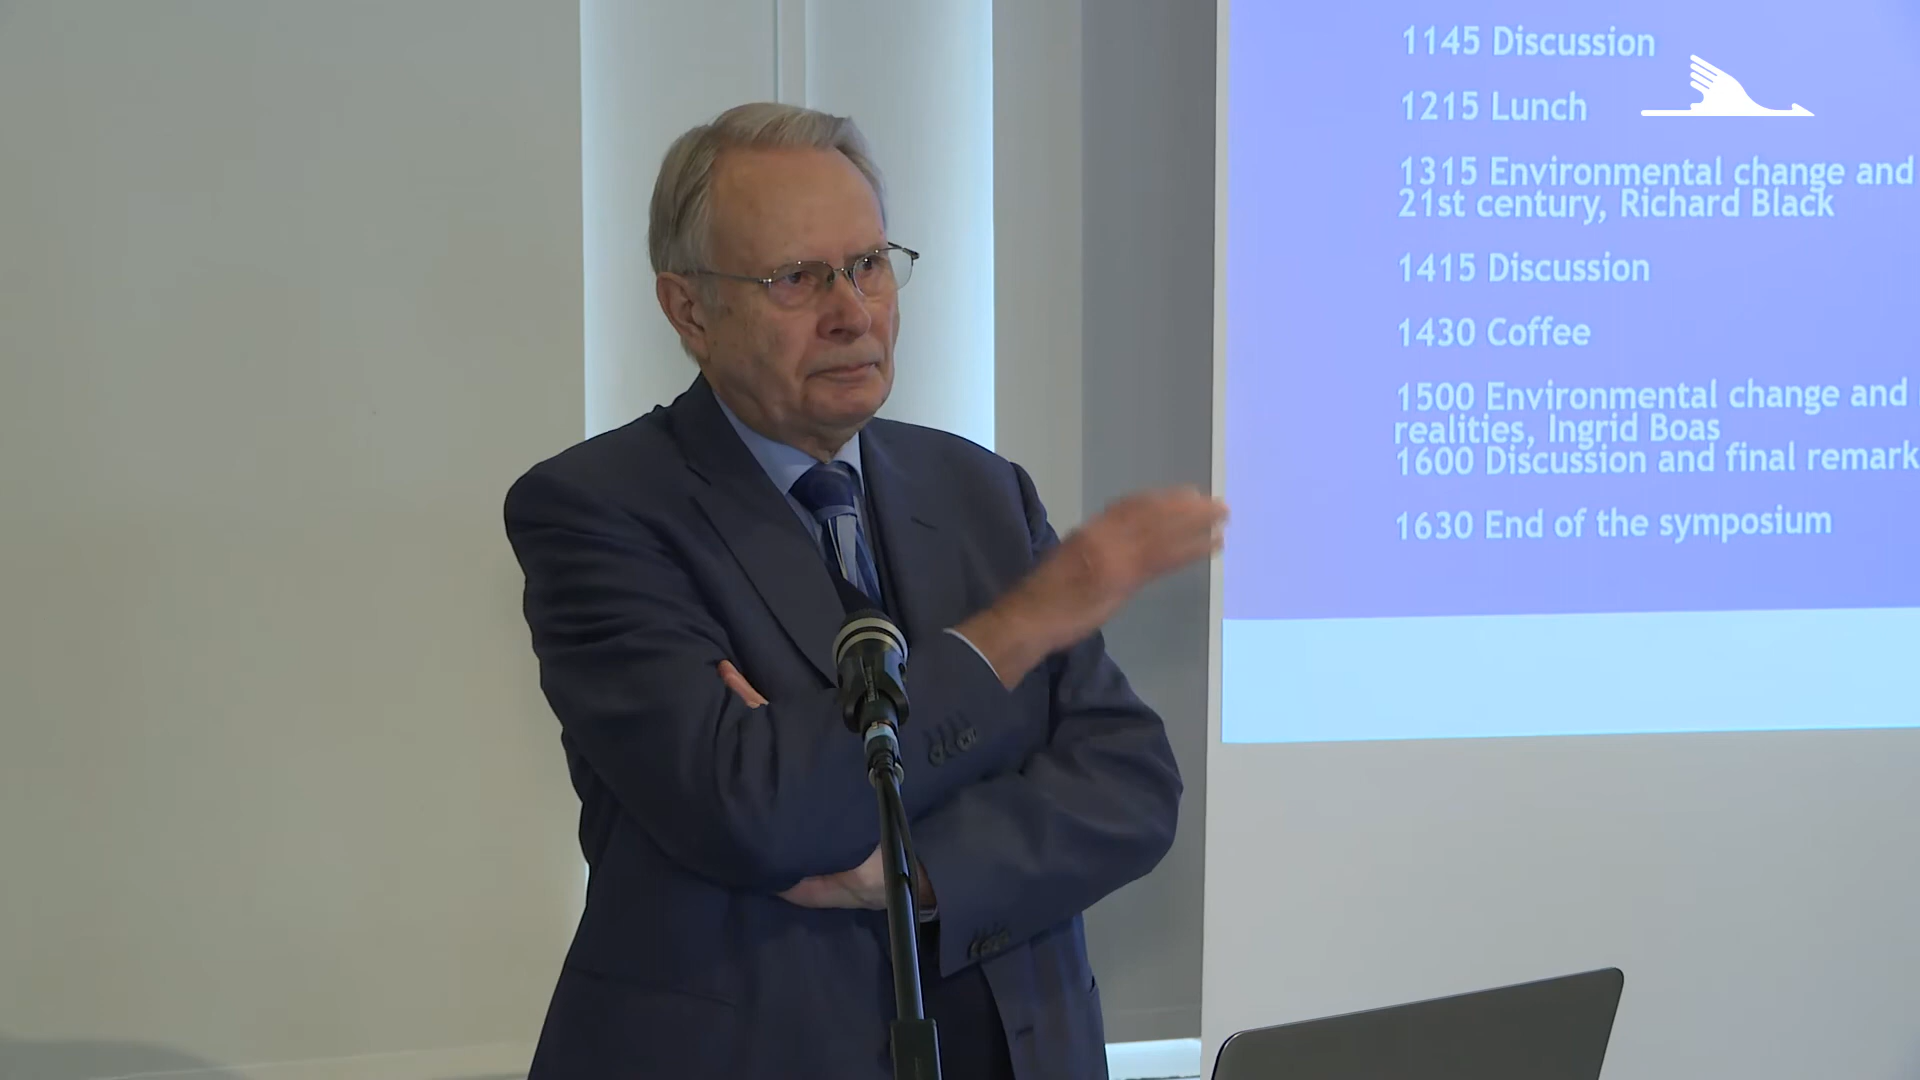 1145 Discussion
1215 Lunch
1315 Environmental change and
21st century, Richard Black
1415 Discussion
1430 Coffee
1500 Environmental change and
realities, Ingrid Boas
1600 Discussion and final remark
1630 End of the symposium